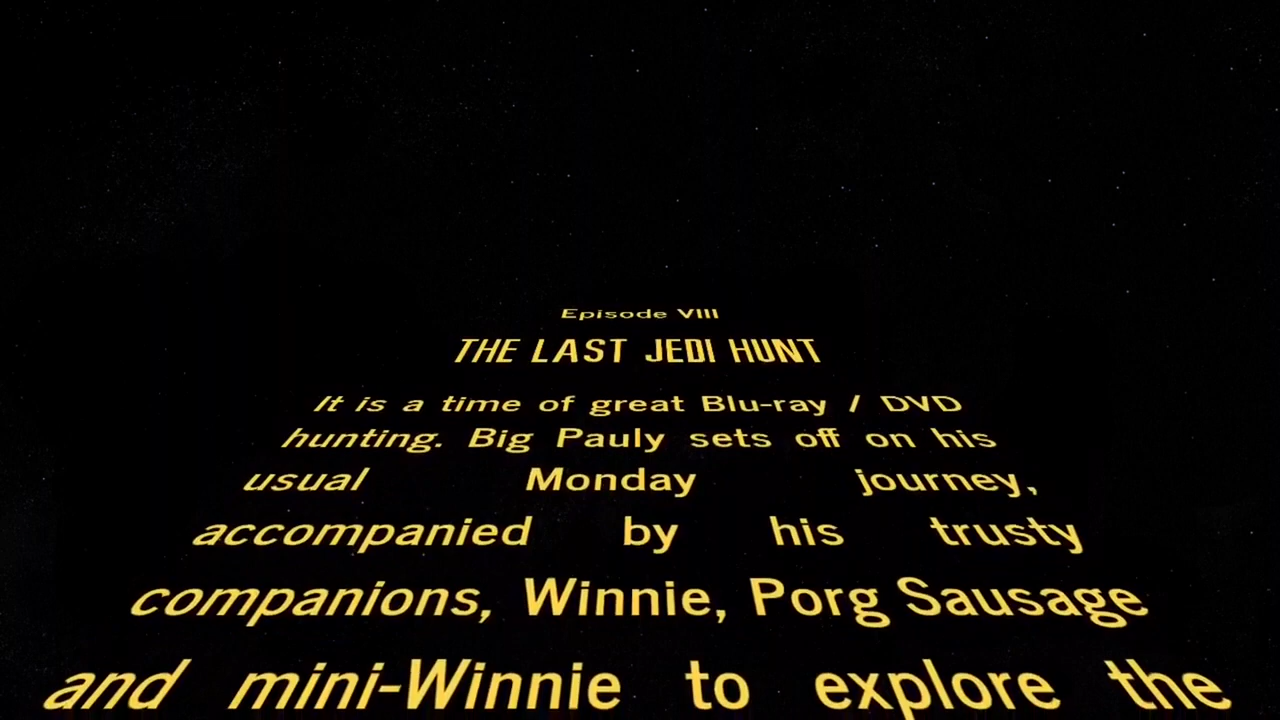 Episode VIII
THE LAST JEDI HUNT
It is a time of great Blu-ray / DVD
hunting. Big Pauly sets off on his
usual Monday journey,
accompanied by his trusty
companions, Winnie, Porg Sausage
and mini-Winnie to explore the